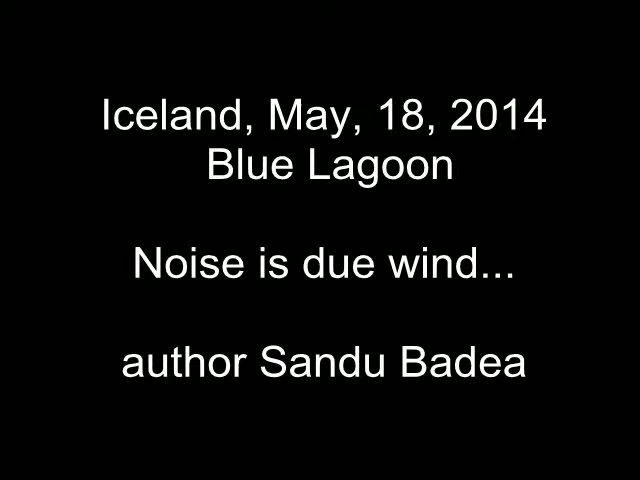 Iceland, May, 18, 2014
Blue Lagoon
Noise is due wind...
author Sandu Badea